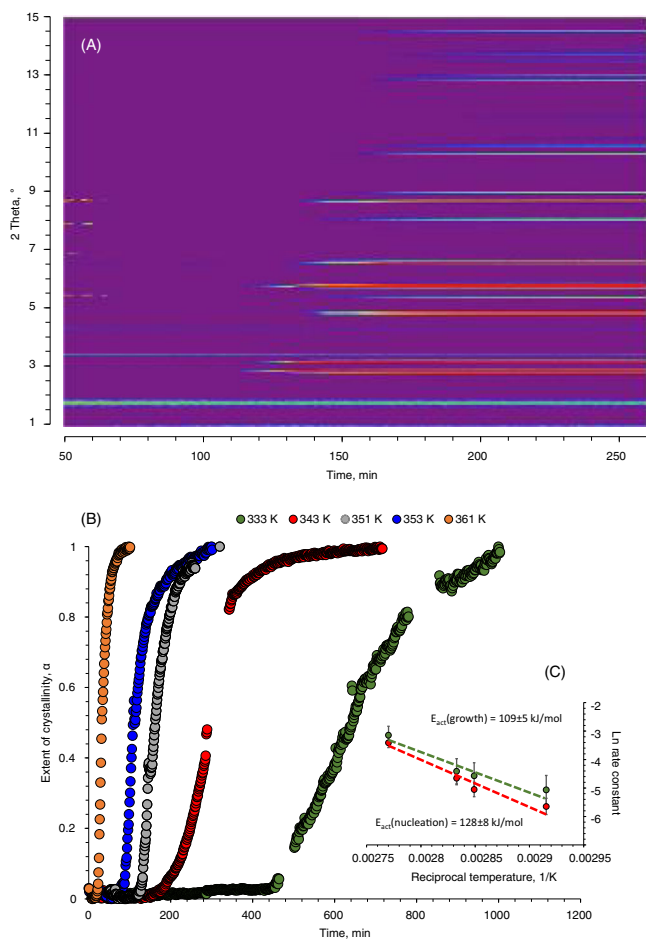 (A)
15
13
11
9
7
5
3
1
2 Theta, °
50
100
150
200
250
Time, min
(B)
333 K
343 K
351 K
353 K
361 K
1
0.8
0.6
0.4
0.2
0
Extent of crystallinity, α
0
200
400
600
800
1000
1200
Time, min
(C)
-2
-3
-4
-5
-6
Ln rate constant
Eact(growth) = 109±5 kJ/mol
Eact(nucleation) = 128±8 kJ/mol
0.00275
0.0028
0.00285
0.0029
0.00295
Reciprocal temperature, 1/K